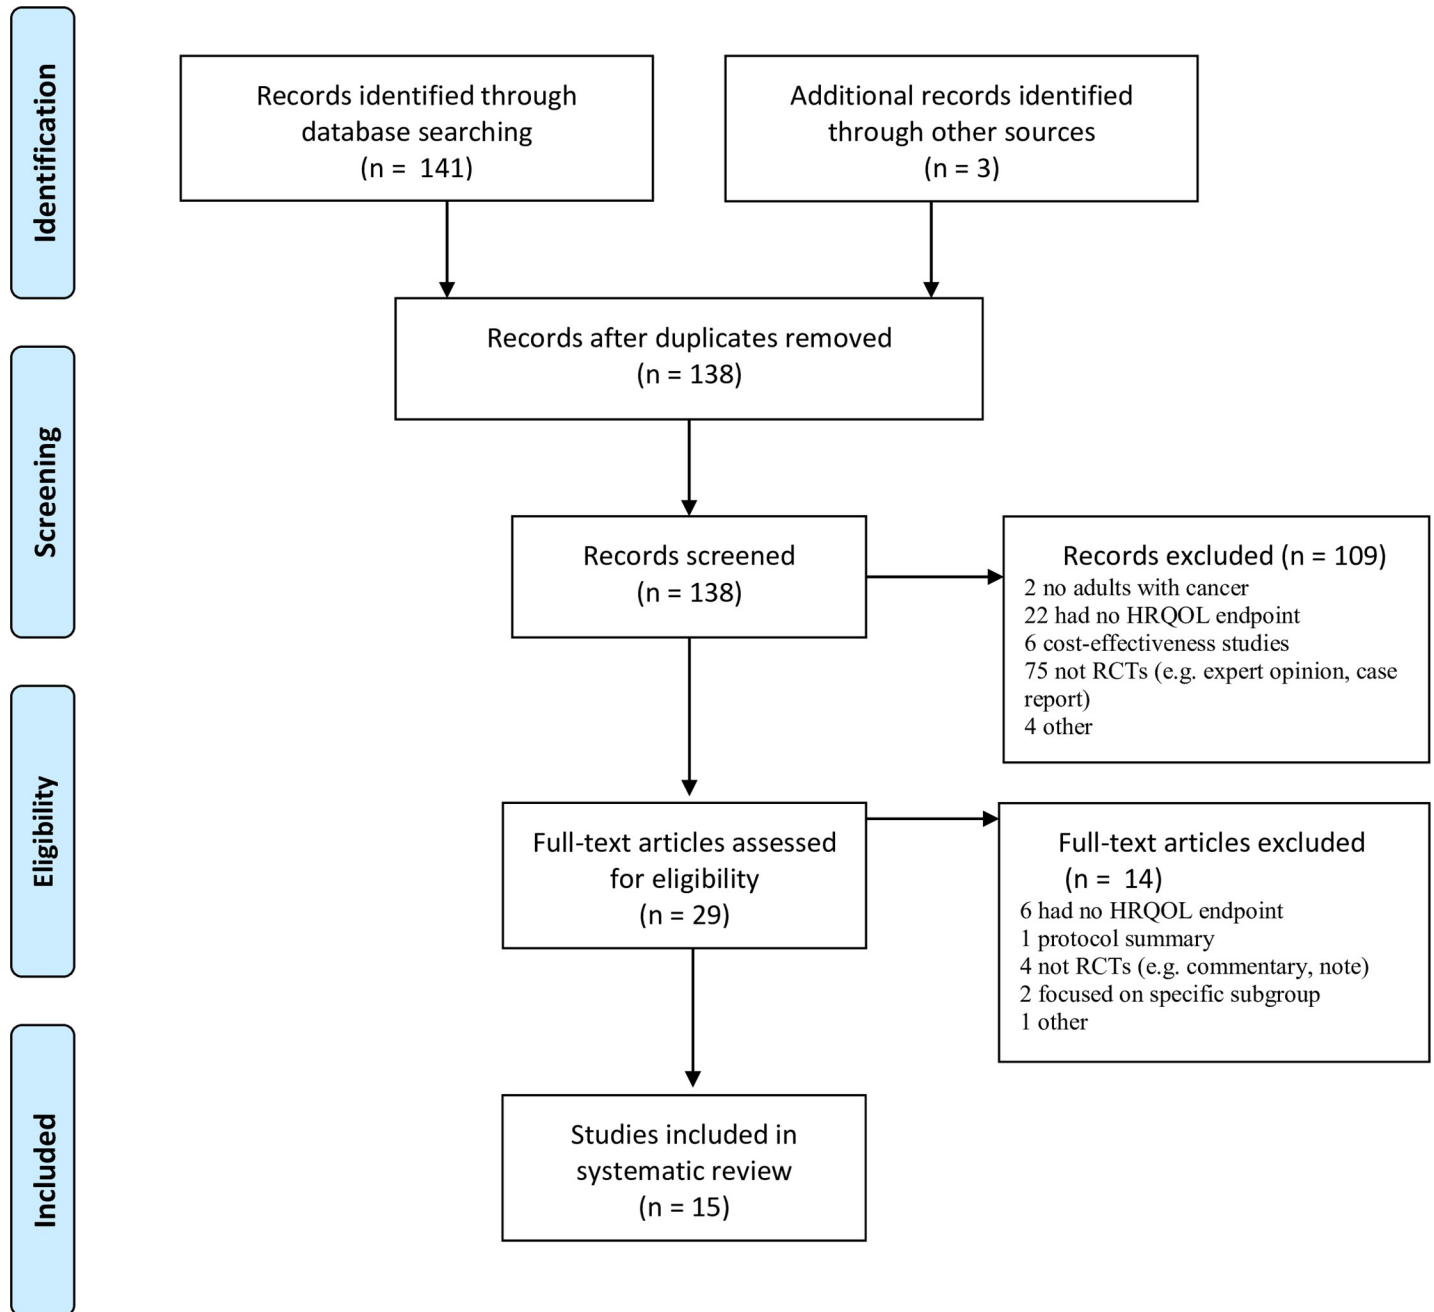 Identification
Records identified through
database searching
(n =  141)
Additional records identified
through other sources
(n = 3)
Records after duplicates removed
(n = 138)
Screening
Records screened
(n = 138)
Records excluded (n = 109)
2 no adults with cancer
22 had no HRQOL endpoint
6 cost-effectiveness studies
75 not RCTs (e.g. expert opinion, case
report)
4 other
Eligibility
Full-text articles assessed
for eligibility
(n = 29)
Full-text articles excluded
(n =  14)
6 had no HRQOL endpoint
1 protocol summary
4 not RCTs (e.g. commentary, note)
2 focused on specific subgroup
1 other
Included
Studies included in
systematic review
(n = 15)